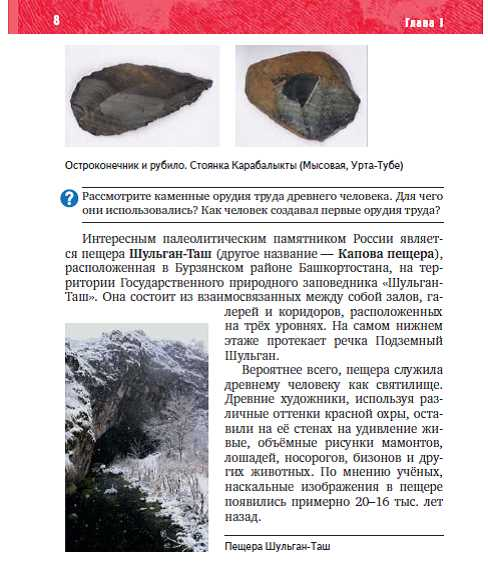 8
Глава I
Остроконечник и рубило. Стоянка Карабалыкты (Мысовая, Урта-Тубе)
? Рассмотрите каменные орудия труда древнего человека. Для чего
они использовались? Как человек создавал первые орудия труда?
Интересным палеолитическим памятником России являет-
ся пещера Шульган-Таш (другое название — Капова пещера),
расположенная в Бурзянском районе Башкортостана, на тер-
ритории Государственного природного заповедника «Шульган-
Таш». Она состоит из взаимосвязанных между собой залов, га-
лерей и коридоров, расположенных
на трёх уровнях. На самом нижнем
этаже протекает речка Подземный
Шульган.
Вероятнее всего, пещера служила
древнему человеку как святилище.
Древние художники, используя раз-
личные оттенки красной охры, оста-
вили на её стенах на удивление жи-
вые, объёмные рисунки мамонтов,
лошадей, носорогов, бизонов и дру-
гих животных. По мнению учёных,
наскальные изображения в пещере
появились примерно 20–16 тыс. лет
назад.
Пещера Шульган-Таш